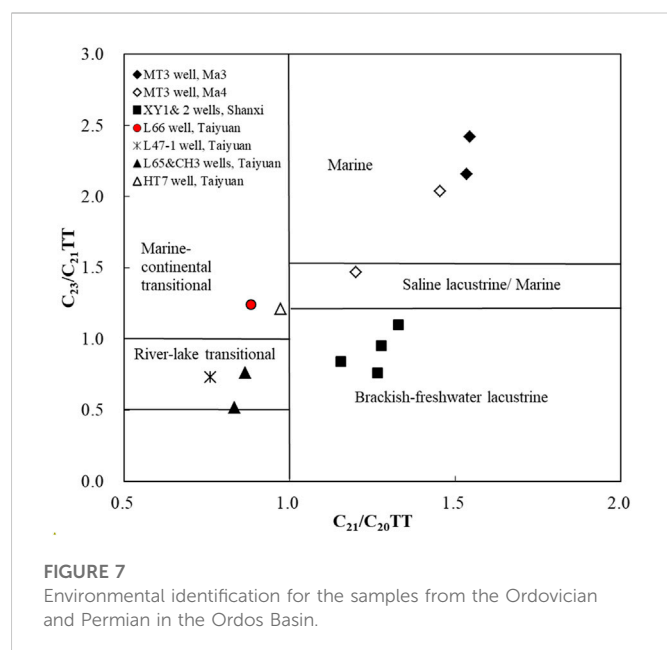 3.0
2.5
2.0
1.5
1.0
0.5
0.0
C₂₃/C₂₁TT
MT3 well, Ma3
MT3 well, Ma4
XY1& 2 wells, Shanxi
L66 well, Taiyuan
L47-1 well, Taiyuan
L65&CH3 wells, Taiyuan
HT7 well, Taiyuan
Marine
Marine-
continental
transitional
Saline lacustrine/ Marine
River-lake transitional
Brackish-freshwater lacustrine
0.5
1.0
1.5
2.0
C₂₁/C₂₀TT
FIGURE 7
Environmental identification for the samples from the Ordovician
and Permian in the Ordos Basin.